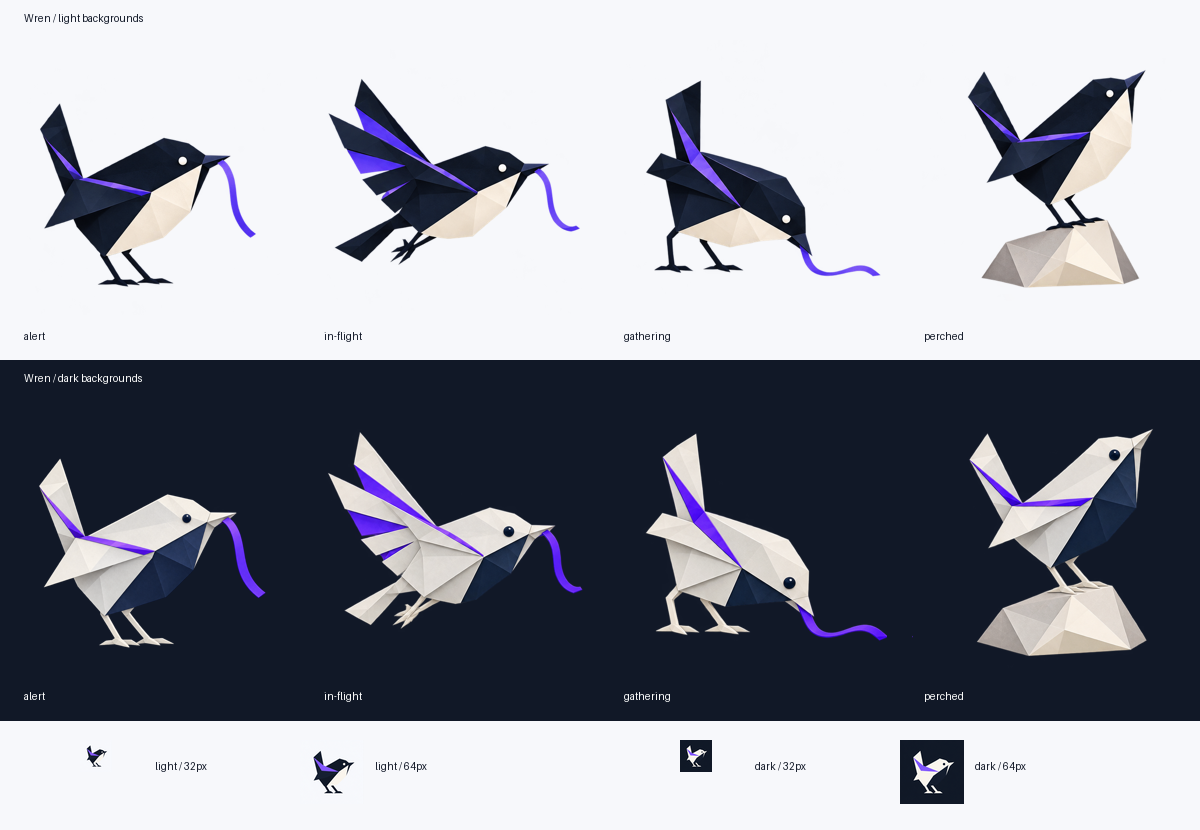 Wren / light backgrounds
alert
in-flight
gathering
perched
Wren / dark backgrounds
alert
in-flight
gathering
perched
light / 32px
light / 64px
dark / 32px
dark / 64px